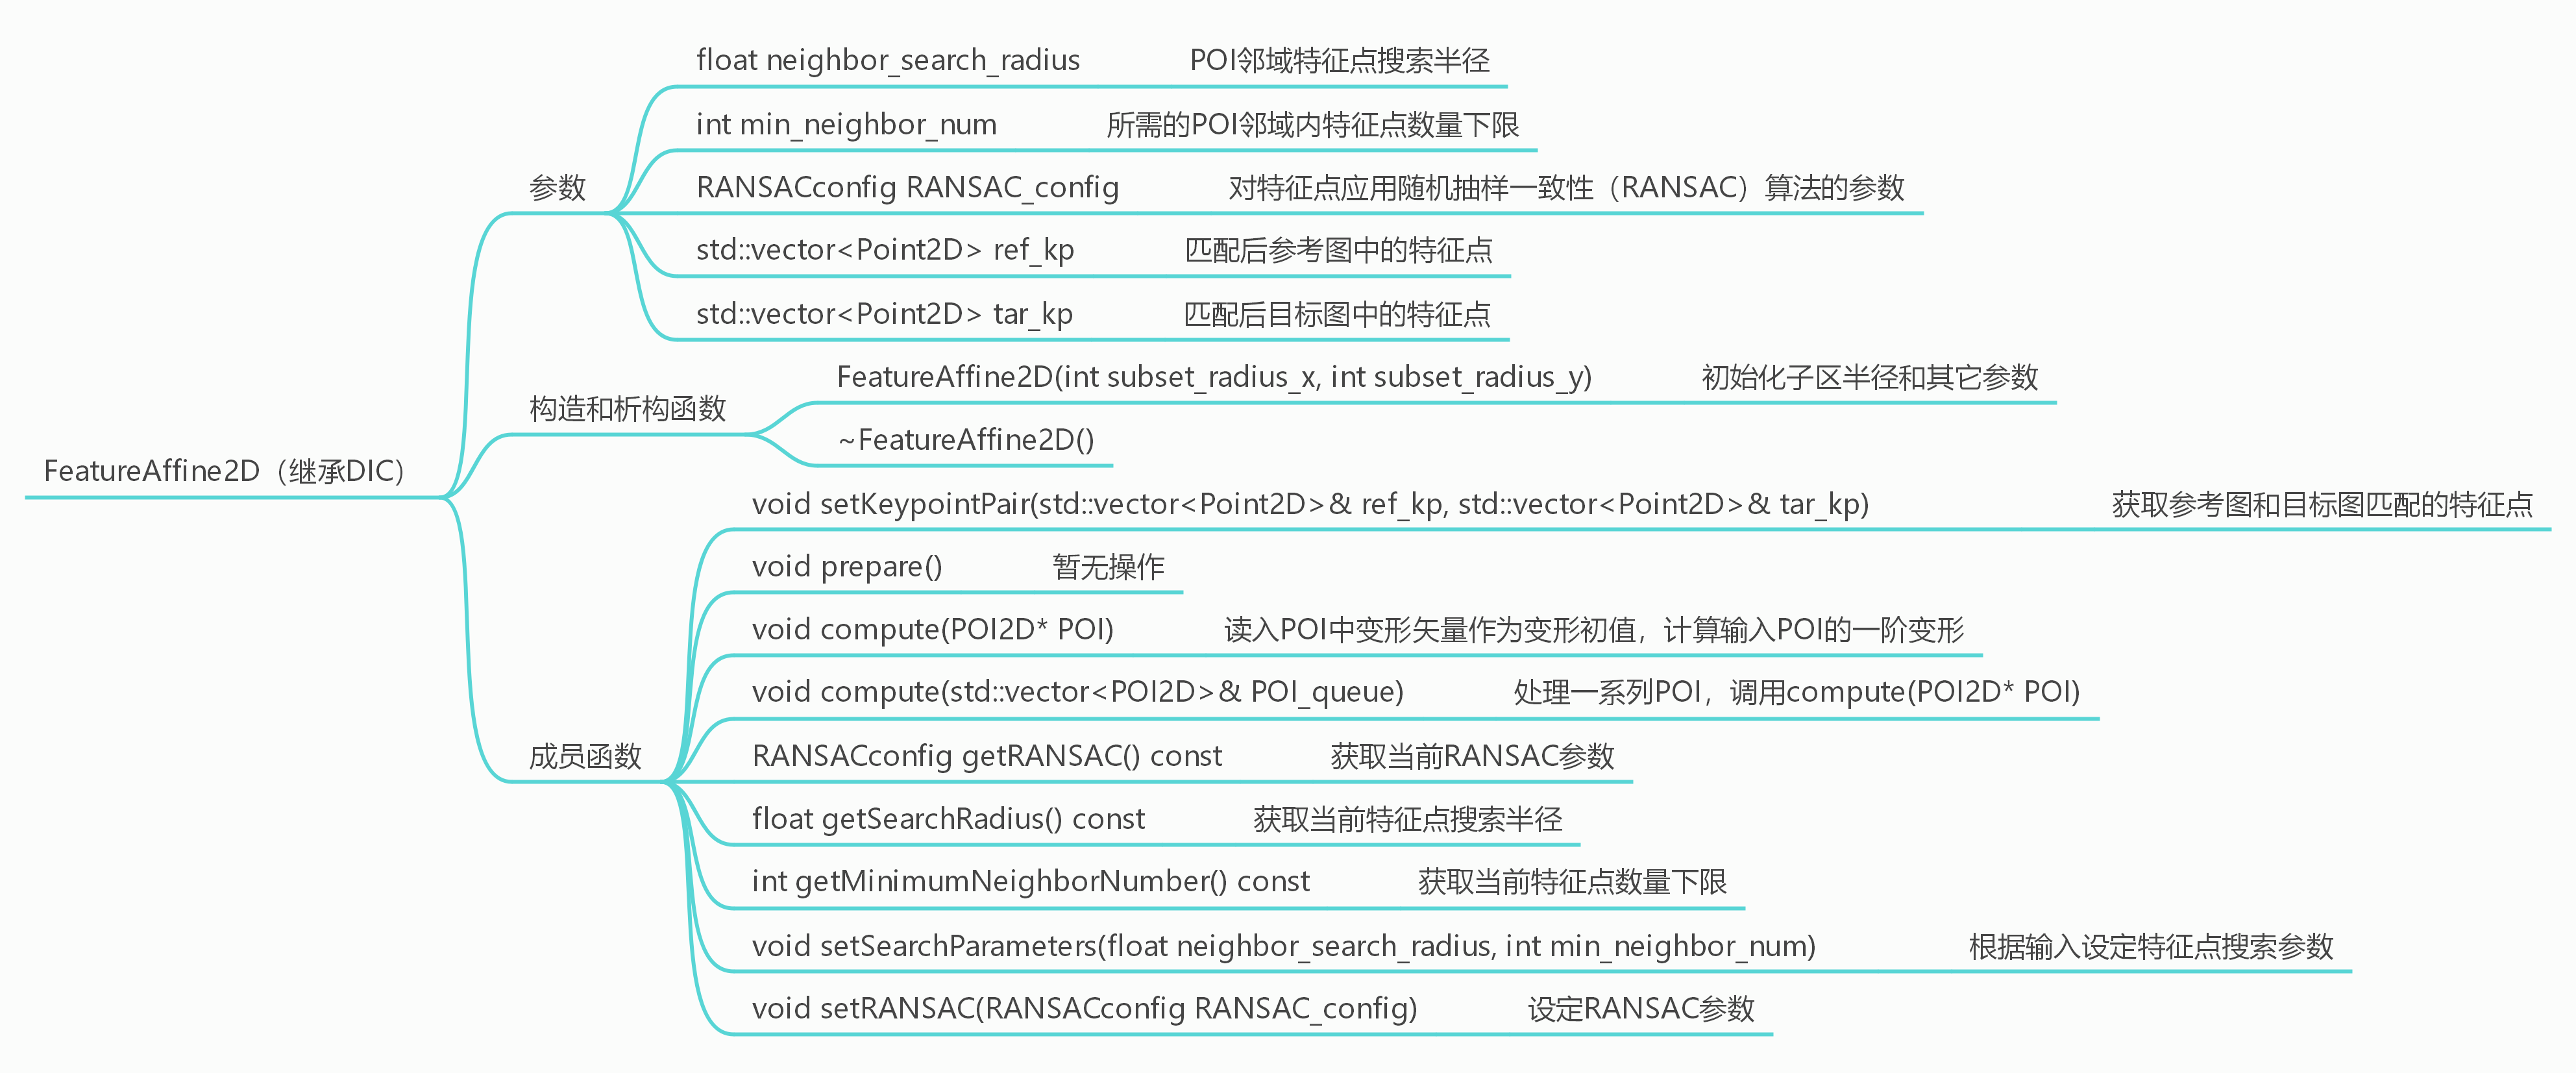 float neighbor_search_radius POI邻域特征点搜索半径
int min_neighbor_num 所需的POI邻域内特征点数量下限
参数
RANSACconfig RANSAC_config 对特征点应用随机抽样一致性（RANSAC）算法的参数
std::vector<Point2D> ref_kp 匹配后参考图中的特征点
std::vector<Point2D> tar_kp 匹配后目标图中的特征点
FeatureAffine2D(int subset_radius_x, int subset_radius_y) 初始化子区半径和其它参数
构造和析构函数
~FeatureAffine2D()
FeatureAffine2D（继承DIC）
void setKeypointPair(std::vector<Point2D>& ref_kp, std::vector<Point2D>& tar_kp) 获取参考图和目标图匹配的特征点
void prepare() 暂无操作
void compute(POI2D* POI) 读入POI中变形矢量作为变形初值，计算输入POI的一阶变形
void compute(std::vector<POI2D>& POI_queue) 处理一系列POI，调用compute(POI2D* POI)
成员函数
RANSACconfig getRANSAC() const 获取当前RANSAC参数
float getSearchRadius() const 获取当前特征点搜索半径
int getMinimumNeighborNumber() const 获取当前特征点数量下限
void setSearchParameters(float neighbor_search_radius, int min_neighbor_num) 根据输入设定特征点搜索参数
void setRANSAC(RANSACconfig RANSAC_config) 设定RANSAC参数